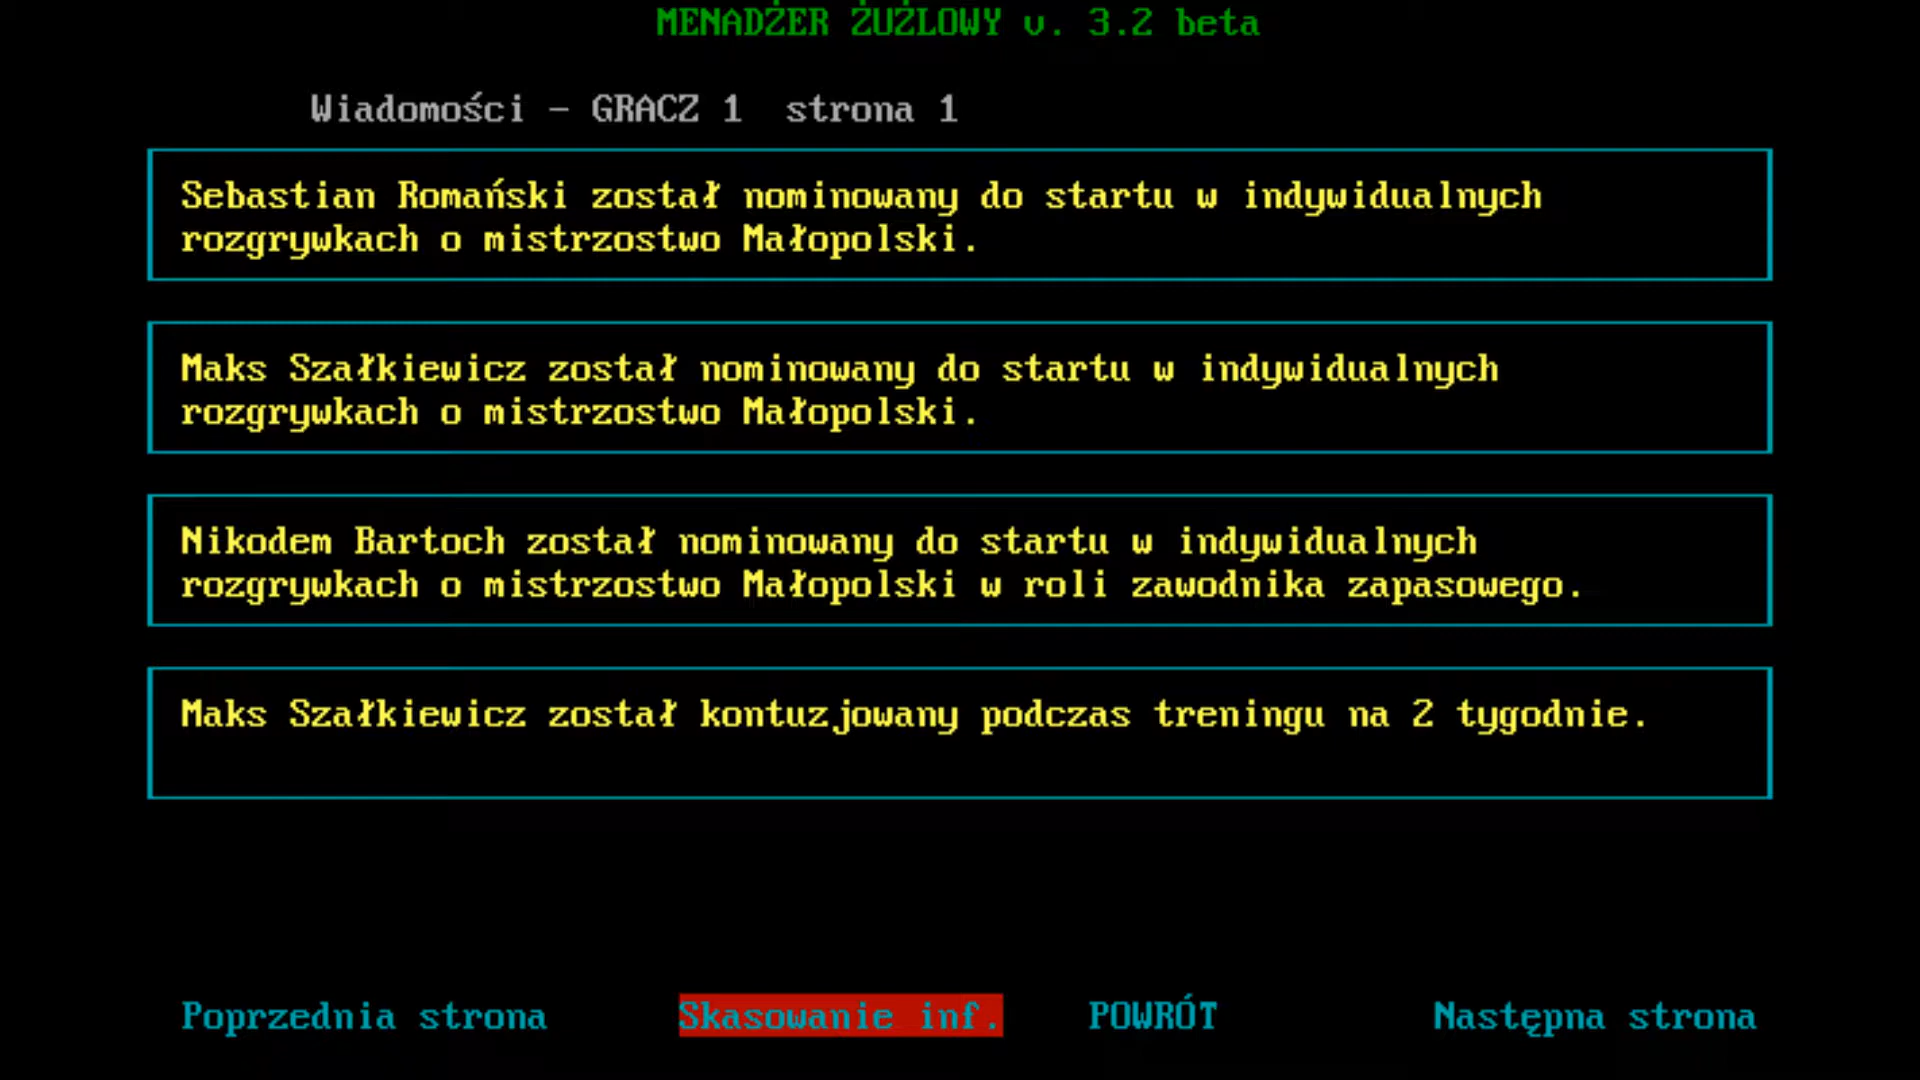 MENADŻER ŻUŻLOWY v. 3.2 beta
Wiadomości - GRACZ 1 strona 1
Sebastian Romański został nominowany do startu w indywidualnych
rozgrywkach o mistrzostwo Małopolski.
Maks Szałkiewicz został nominowany do startu w indywidualnych
rozgrywkach o mistrzostwo Małopolski.
Nikodem Bartoch został nominowany do startu w indywidualnych
rozgrywkach o mistrzostwo Małopolski w roli zawodnika zapasowego.
Maks Szałkiewicz został kontuzjowany podczas treningu na 2 tygodnie.
Poprzednia strona Skasowanie inf. POWRÓT Następna strona